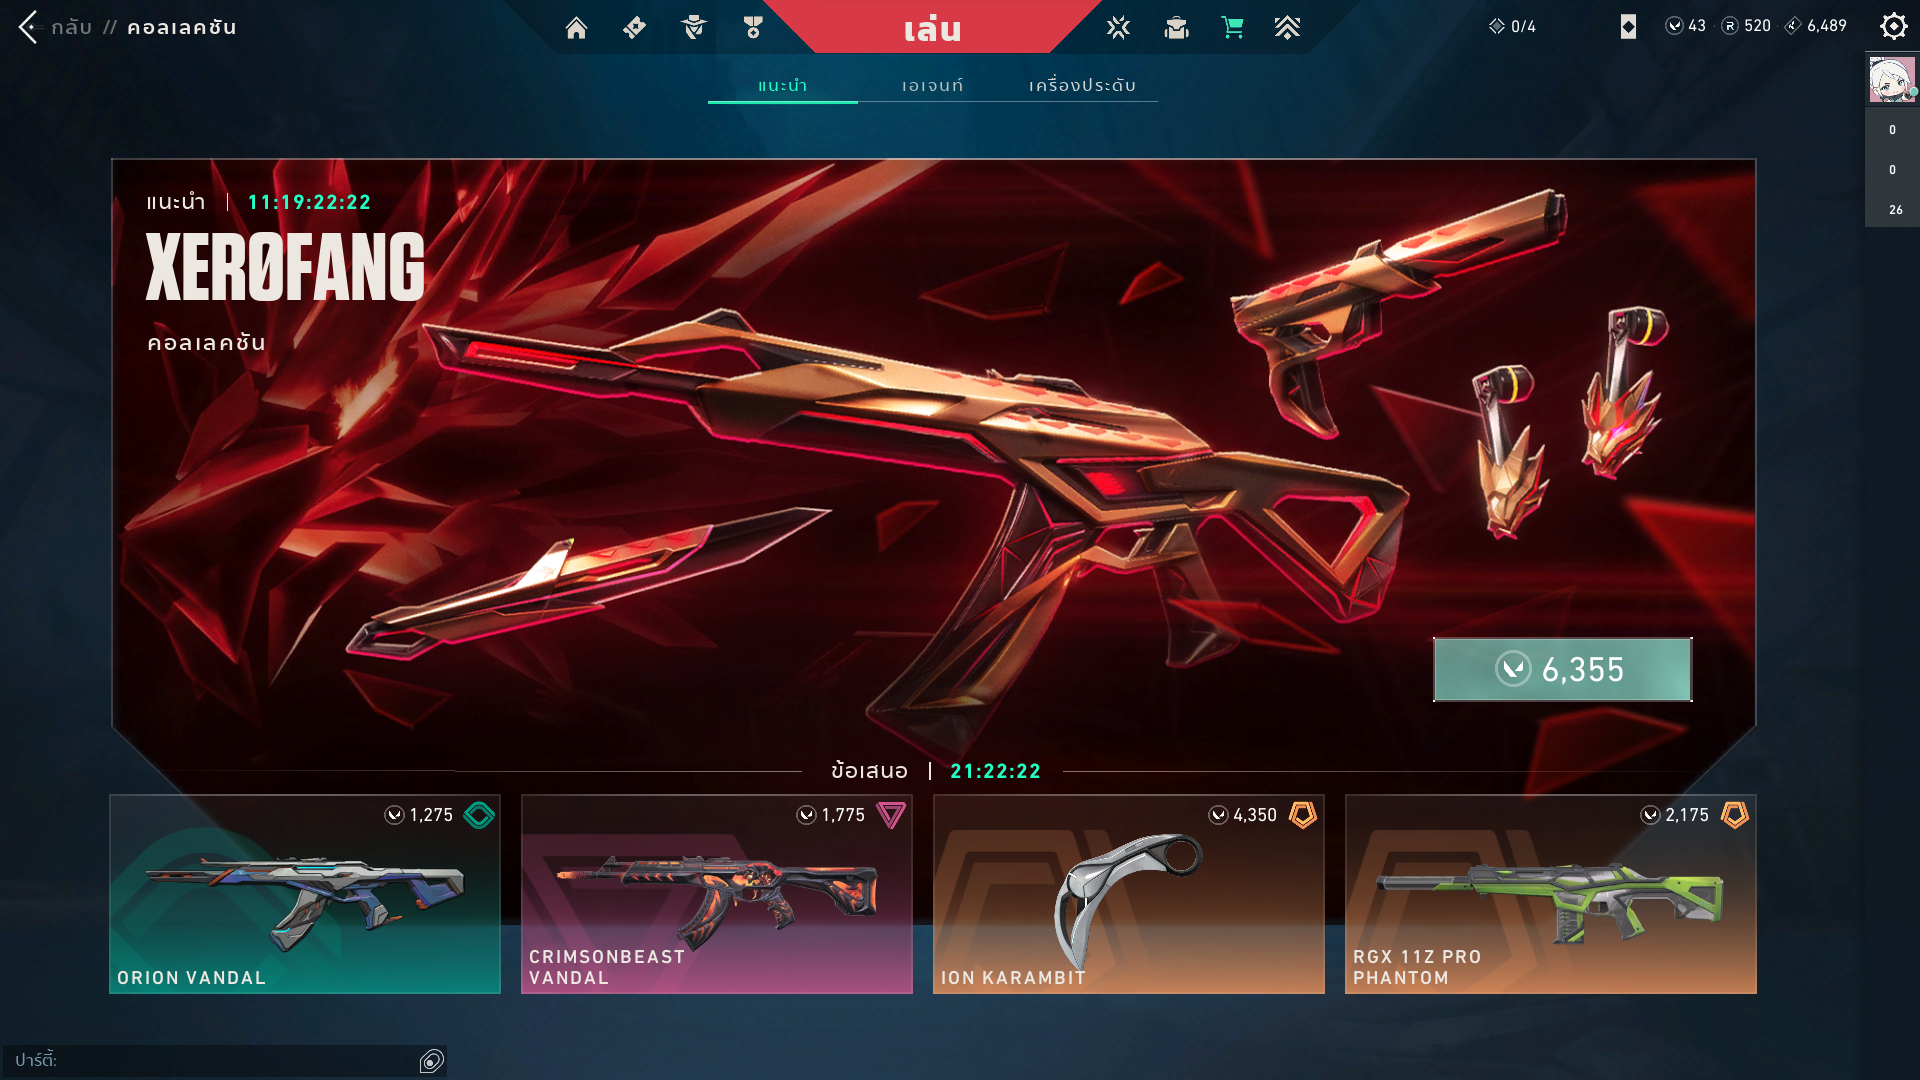 กลับ // คอลเลคชัน
เล่น
0/4
43
520
6,489
แนะนำ
เอเจนท์
เครื่องประดับ
0
0
26
แนะนำ | 11:19:22:22
XERØFANG
คอลเลคชัน
6,355
ข้อเสนอ | 21:22:22
1,275
ORION VANDAL
1,775
CRIMSONBEAST
VANDAL
4,350
ION KARAMBIT
2,175
RGX 11Z PRO
PHANTOM
ปาร์ตี้: